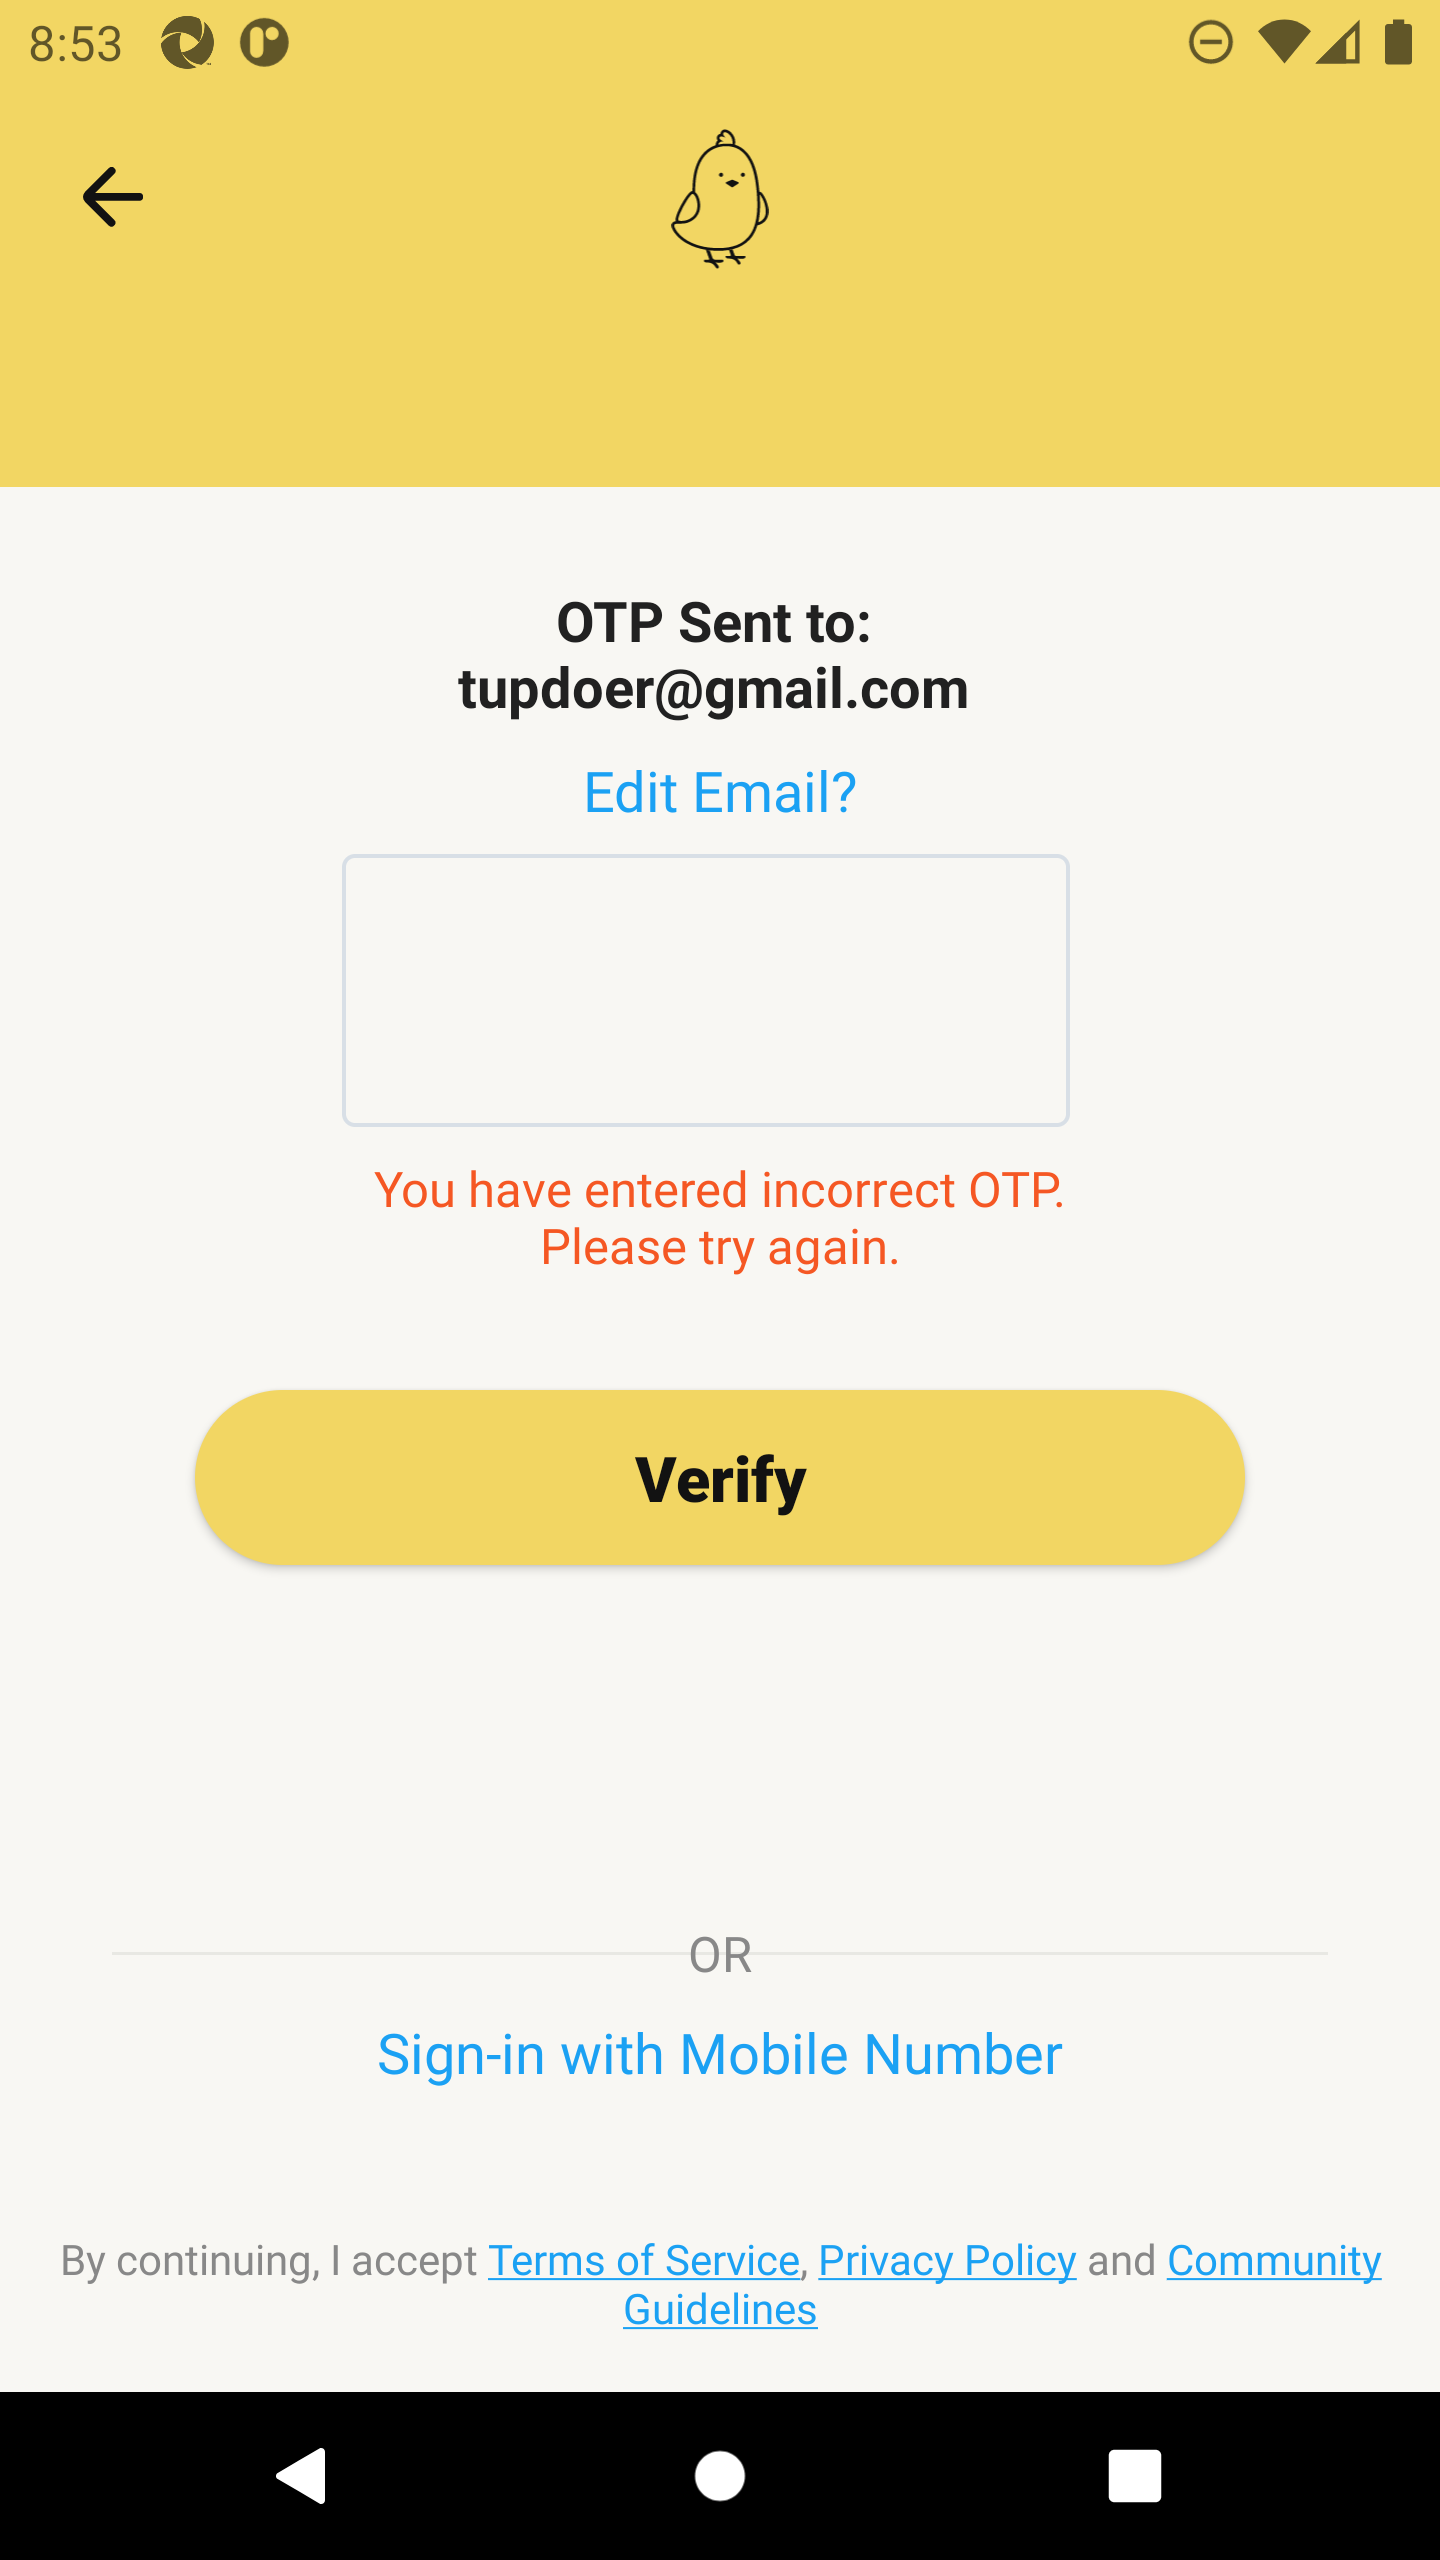 8:53
OTP Sent to:
tupdoer@gmail.com
Edit Email?
You have entered incorrect OTP.
Please try again.
Verify
OR
Sign-in with Mobile Number
By continuing, I accept Terms of Service, Privacy Policy and Community
Guidelines